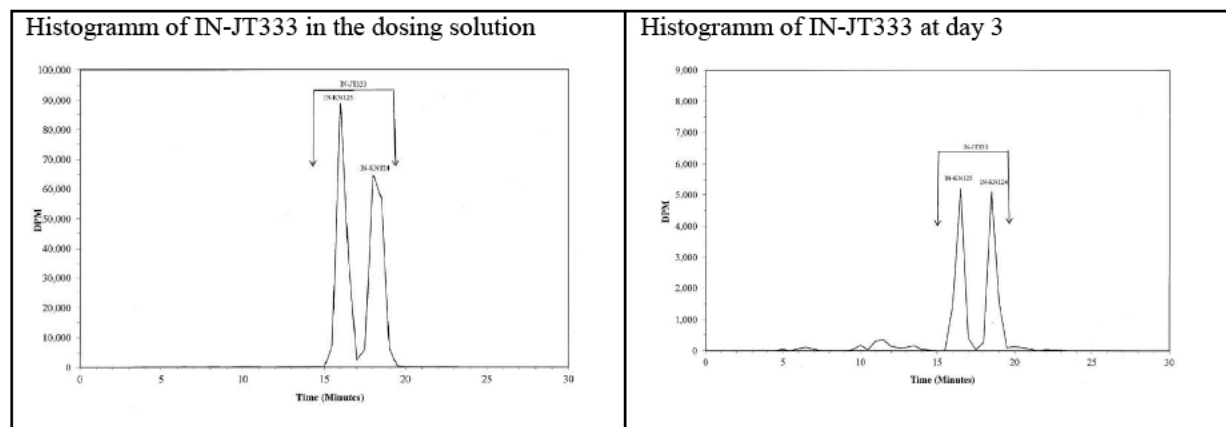 Histogramm of IN-JT333 in the dosing solution
100,000
90,000
80,000
70,000
60,000
50,000
40,000
30,000
20,000
10,000
0
DPM
IN-JT333
IN-KN125
IN-KN124
0 5 10 15 20 25 30
Time (Minutes)
Histogramm of IN-JT333 at day 3
9,000
8,000
7,000
6,000
5,000
4,000
3,000
2,000
1,000
0
DPM
IN-JT333
IN-KN125
IN-KN124
0 5 10 15 20 25 30
Time (Minutes)